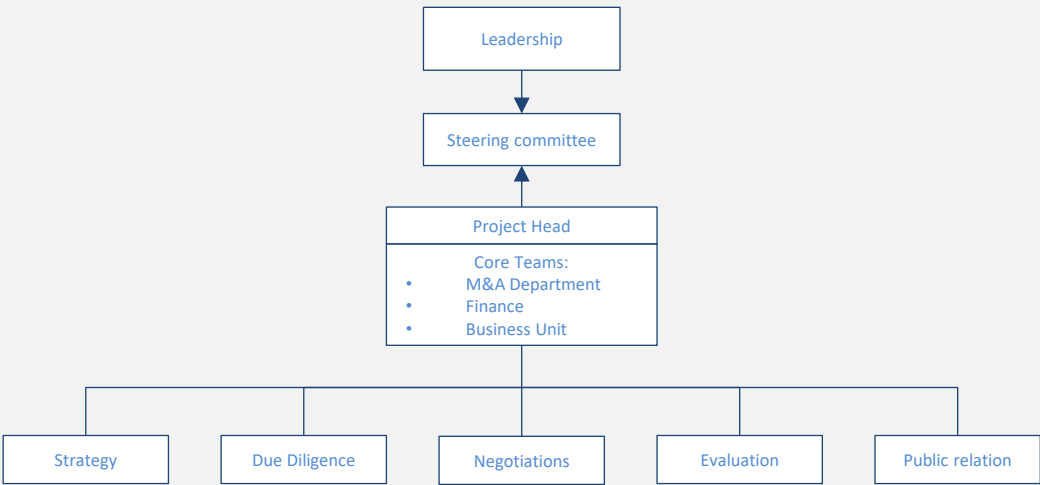 Leadership
Steering committee
Project Head
Core Teams:
• M&A Department
• Finance
• Business Unit
Strategy
Due Diligence
Negotiations
Evaluation
Public relation